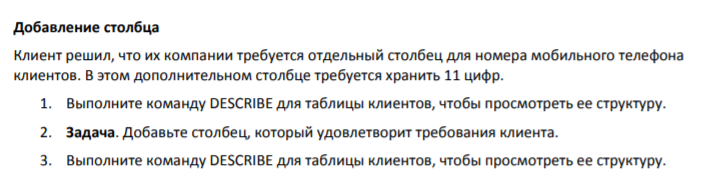 Добавление столбца
Клиент решил, что их компании требуется отдельный столбец для номера мобильного телефона
клиентов. В этом дополнительном столбце требуется хранить 11 цифр.
1. Выполните команду DESCRIBE для таблицы клиентов, чтобы просмотреть ее структуру.
2. Задача. Добавьте столбец, который удовлетворит требования клиента.
3. Выполните команду DESCRIBE для таблицы клиентов, чтобы просмотреть ее структуру.